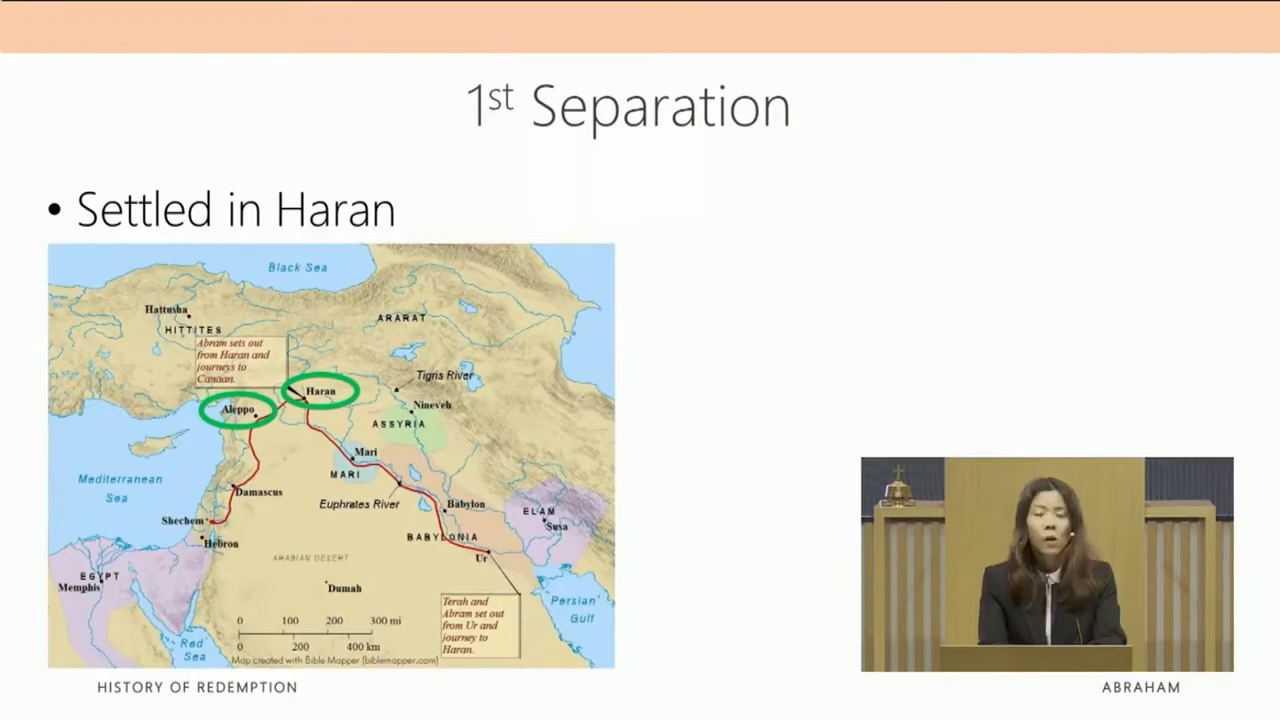 1st Separation
• Settled in Haran
Black Sea
Hattusha
HITTITES
ARARAT
Abram sets out
from Haran and
journeys to
Canaan.
Tigris River
Haran
Aleppo
Nineveh
ASSYRIA
Mari
MARI
Mediterranean
Sea
Damascus
Euphrates River
Babylon
ELAM
Susa
Shechem
Hebron
BABYLONIA
Ur
ARABIAN DESERT
EGYPT
Memphis
Dumah
Persian
Gulf
Terah and
Abram set out
from Ur and
journey to
Haran.
0 100 200 300 mi
0 200 400 km
Red
Sea
Map created with Bible Mapper (biblemapper.com)
HISTORY OF REDEMPTION
ABRAHAM